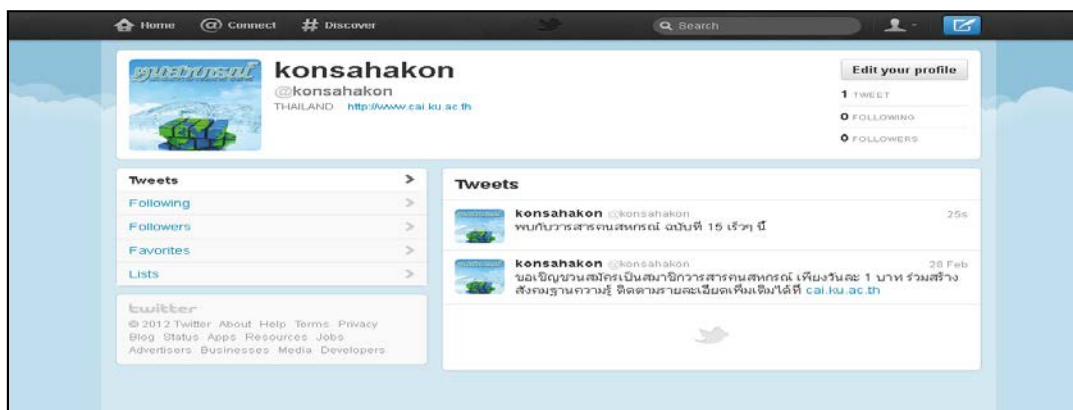 Home @ Connect # Discover Search
konsahakon
@konsahakon
THAILAND http://www.cai.ku.ac.th
Edit your profile
1 TWEET
0 FOLLOWING
0 FOLLOWERS
Tweets
Following
Followers
Favorites
Lists
twitter
© 2012 Twitter About Help Terms Privacy
Blog Status Apps Resources Jobs
Advertisers Businesses Media Developers
Tweets
konsahakon @konsahakon 25s
พบกับวารสารคนสหกรณ์ ฉบับที่ 15 เร็วๆ นี้
konsahakon @konsahakon 28 Feb
ขอเชิญชวนสมัครเป็นสมาชิกวารสารคนสหกรณ์ เพียงวันละ 1 บาท ร่วมสร้าง
สังคมฐานความรู้ ติดตามรายละเอียดเพิ่มเติมได้ที่ cai.ku.ac.th